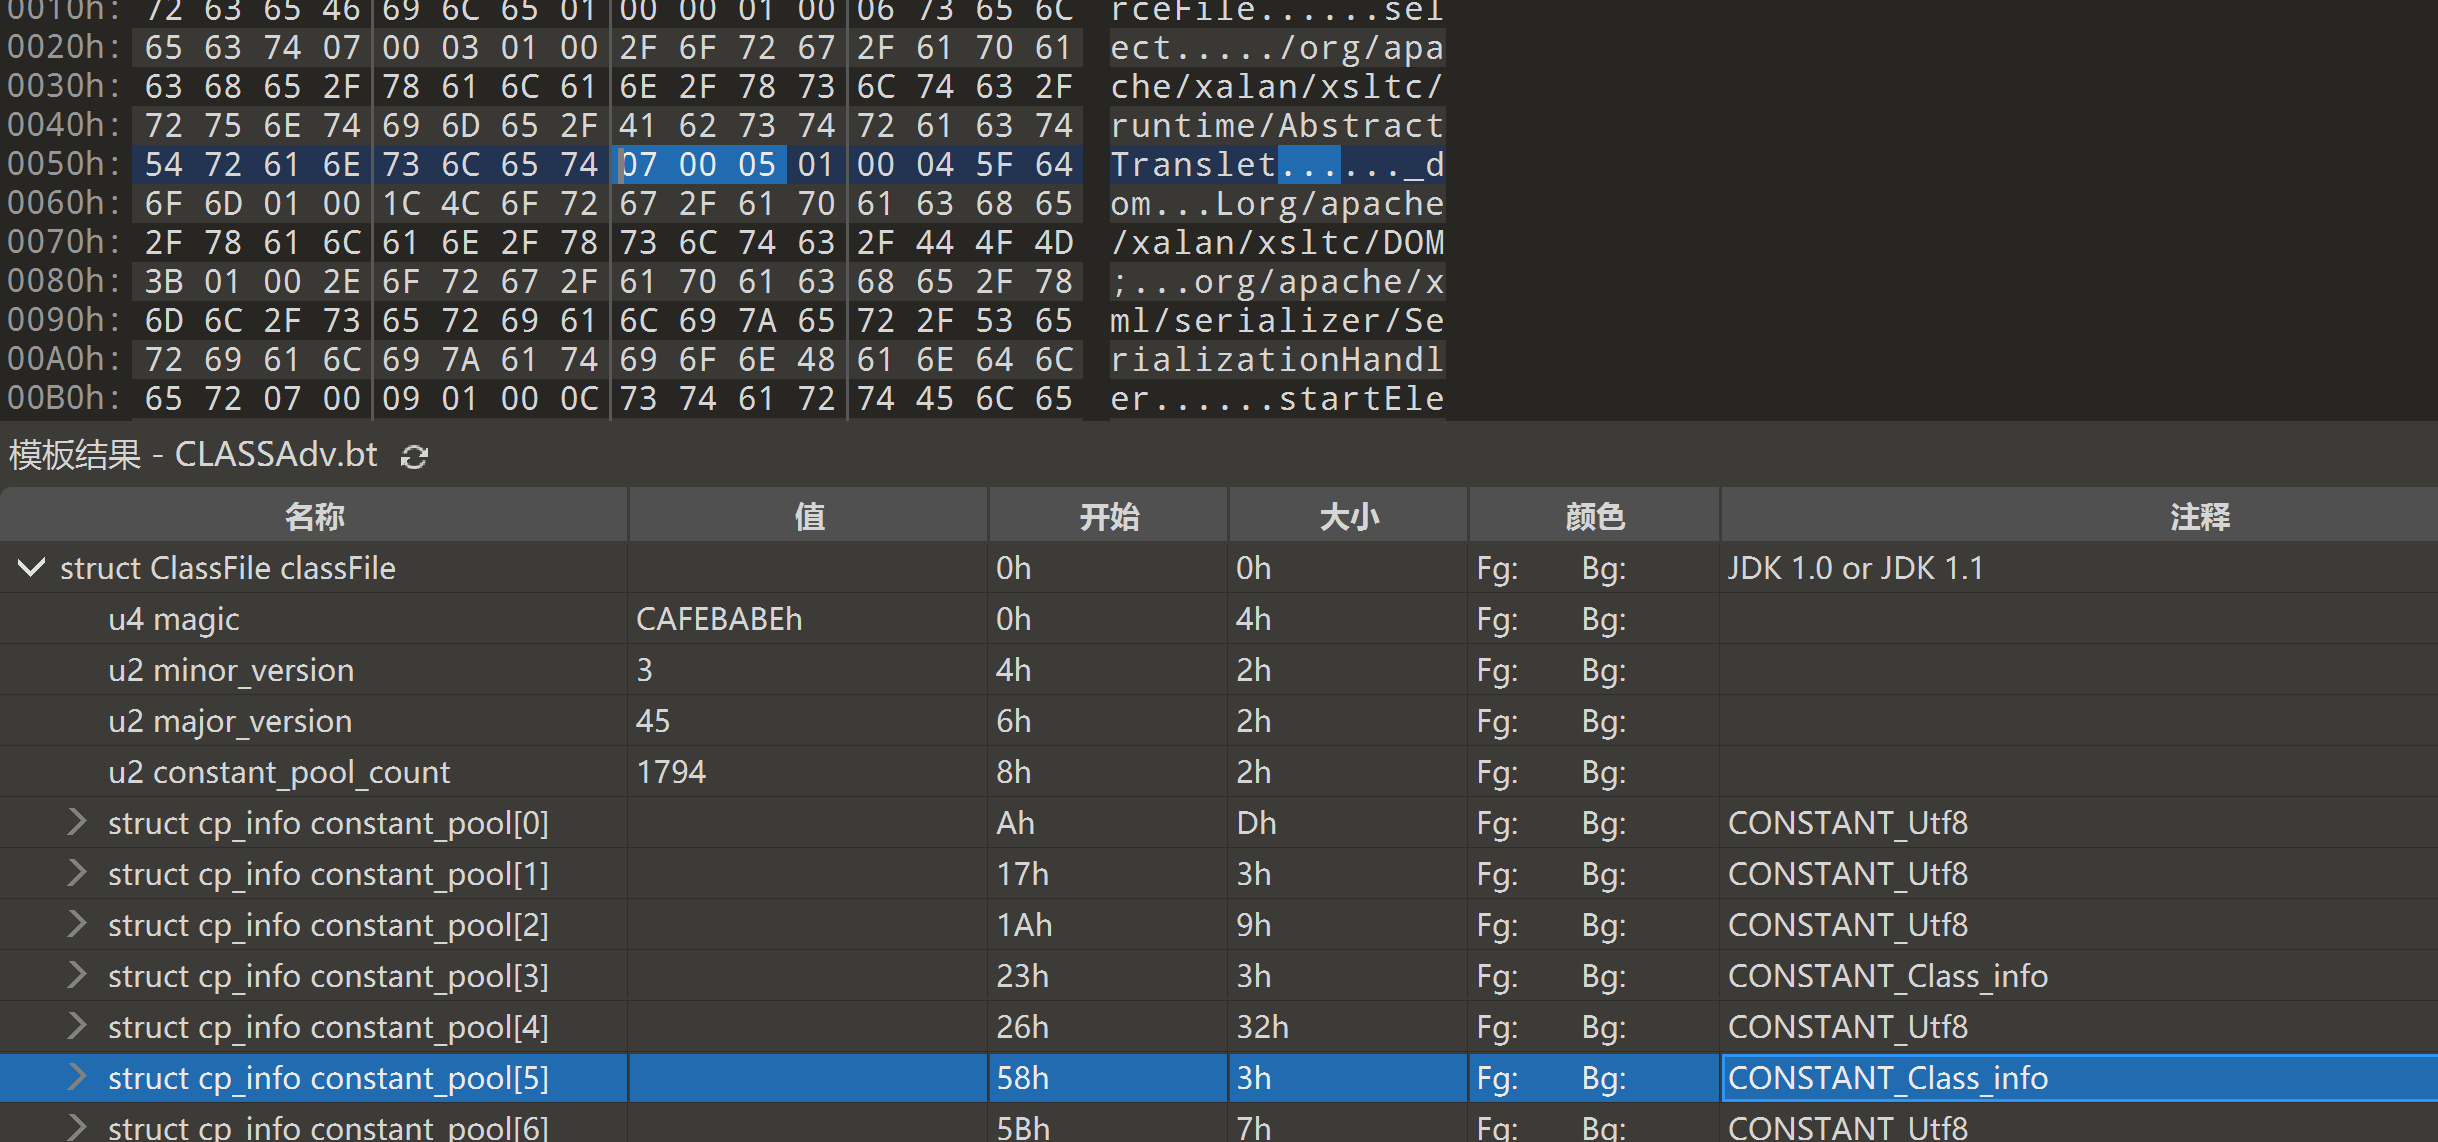 0010h: 72 63 65 46 69 6C 65 01 00 00 01 00 06 73 65 6C rceFile......sel
0020h: 65 63 74 07 00 03 01 00 2F 6F 72 67 2F 61 70 61 ect...../org/apa
0030h: 63 68 65 2F 78 61 6C 61 6E 2F 78 73 6C 74 63 2F che/xalan/xsltc/
0040h: 72 75 6E 74 69 6D 65 2F 41 62 73 74 72 61 63 74 runtime/Abstract
0050h: 54 72 61 6E 73 6C 65 74 07 00 05 01 00 04 5F 64 Translet......_d
0060h: 6F 6D 01 00 1C 4C 6F 72 67 2F 61 70 61 63 68 65 om...Lorg/apache
0070h: 2F 78 61 6C 61 6E 2F 78 73 6C 74 63 2F 44 4F 4D /xalan/xsltc/DOM
0080h: 3B 01 00 2E 6F 72 67 2F 61 70 61 63 68 65 2F 78 ;...org/apache/x
0090h: 6D 6C 2F 73 65 72 69 61 6C 69 7A 65 72 2F 53 65 ml/serializer/Se
00A0h: 72 69 61 6C 69 7A 61 74 69 6F 6E 48 61 6E 64 6C rializationHandl
00B0h: 65 72 07 00 09 01 00 0C 73 74 61 72 74 45 6C 65 er......startEle
模板结果 - CLASSAdv.bt
名称 值 开始 大小 颜色 注释
struct ClassFile classFile 0h 0h Fg: Bg: JDK 1.0 or JDK 1.1
u4 magic CAFEBABEh 0h 4h Fg: Bg:
u2 minor_version 3 4h 2h Fg: Bg:
u2 major_version 45 6h 2h Fg: Bg:
u2 constant_pool_count 1794 8h 2h Fg: Bg:
struct cp_info constant_pool[0] Ah Dh Fg: Bg: CONSTANT_Utf8
struct cp_info constant_pool[1] 17h 3h Fg: Bg: CONSTANT_Utf8
struct cp_info constant_pool[2] 1Ah 9h Fg: Bg: CONSTANT_Utf8
struct cp_info constant_pool[3] 23h 3h Fg: Bg: CONSTANT_Class_info
struct cp_info constant_pool[4] 26h 32h Fg: Bg: CONSTANT_Utf8
struct cp_info constant_pool[5] 58h 3h Fg: Bg: CONSTANT_Class_info
struct cp_info constant_pool[6] 5Bh 7h Fg: Bg: CONSTANT_Utf8